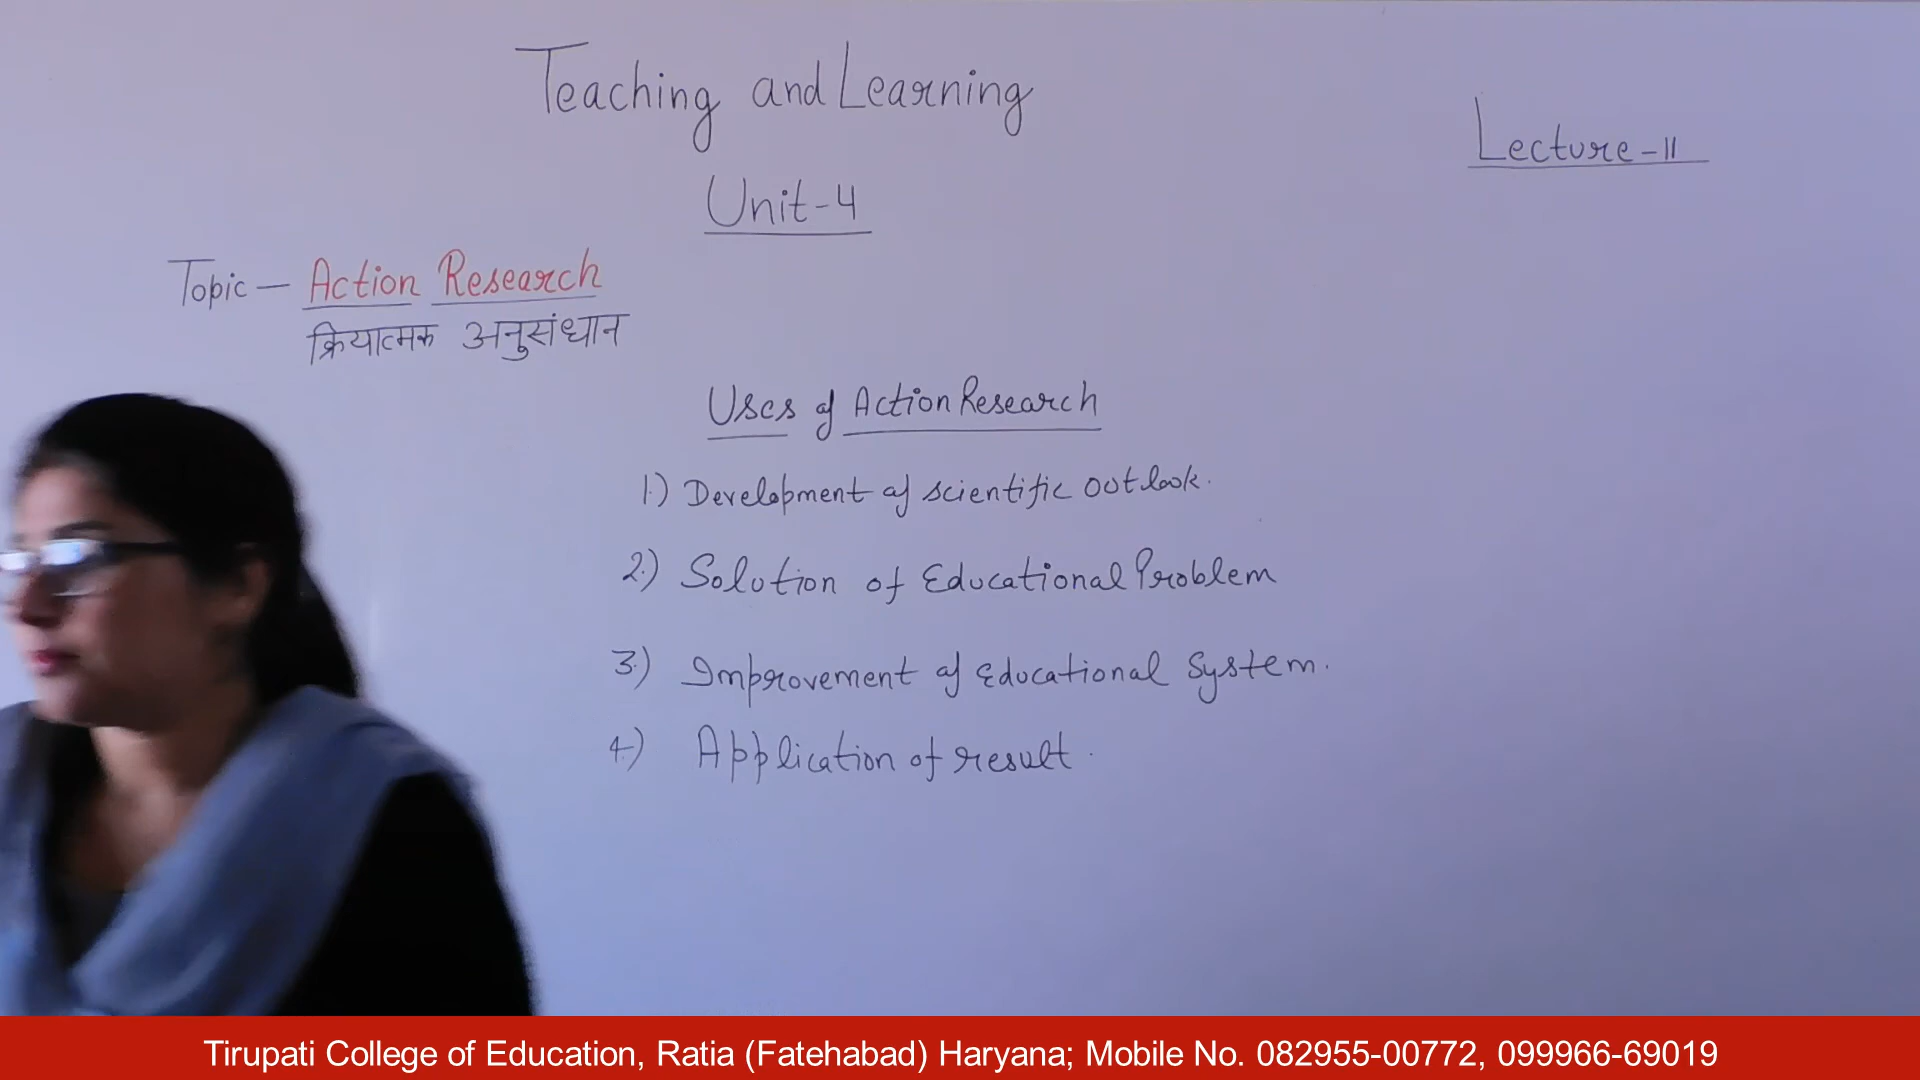 Teaching and Learning
Lecture-11
Unit-4
Topic — Action Research
क्रियात्मक अनुसंधान
Uses of Action Research
1.) Development of scientific outlook.
2.) Solution of Educational Problem
3.) Improvement of Educational System.
4.) Application of result.
Tirupati College of Education, Ratia (Fatehabad) Haryana; Mobile No. 082955-00772, 099966-69019